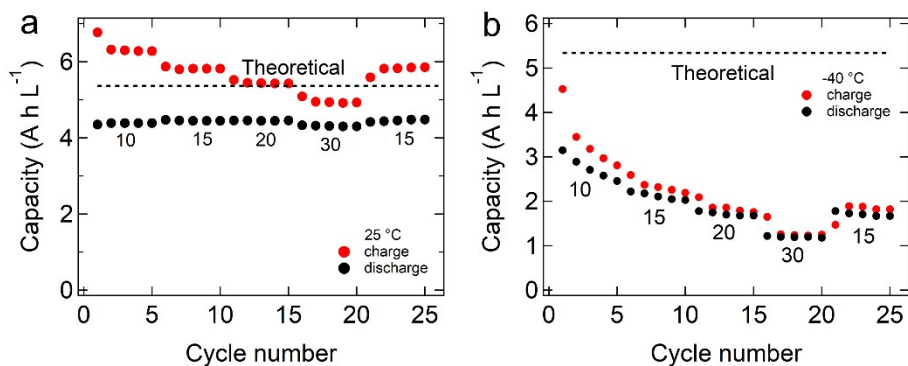 a
Capacity (A h L⁻¹)
6
4
2
0
Theoretical
10
15
20
30
15
25 °C
charge
discharge
0
5
10
15
20
25
Cycle number
b
Capacity (A h L⁻¹)
6
5
4
3
2
1
0
Theoretical
-40 °C
charge
discharge
10
15
20
30
15
0
5
10
15
20
25
Cycle number